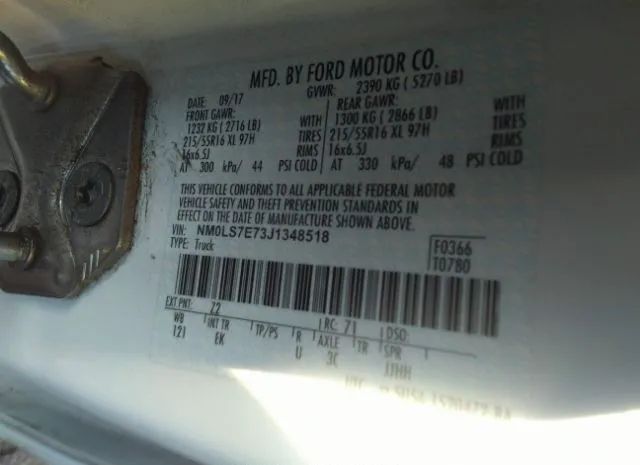 MFD. BY FORD MOTOR CO.
DATE: 09/17 GVWR: 2390 KG ( 5270 LB)
FRONT GAWR: REAR GAWR:
1232 KG ( 2716 LB) WITH 1300 KG ( 2866 LB) WITH
215/55R16 XL 97H TIRES 215/55R16 XL 97H TIRES
16x6.5J RIMS 16x6.5J RIMS
AT 300 kPa/ 44 PSI COLD AT 330 kPa/ 48 PSI COLD
THIS VEHICLE CONFORMS TO ALL APPLICABLE FEDERAL MOTOR
VEHICLE SAFETY AND THEFT PREVENTION STANDARDS IN
EFFECT ON THE DATE OF MANUFACTURE SHOWN ABOVE.
VIN: NM0LS7E73J1348518
TYPE: Truck
F0366
T0780
EXT PNT: Z2 RC: 71 DSO:
WB INT TR TP/PS R AXLE TR SPR
121 EK U 3C JJHH